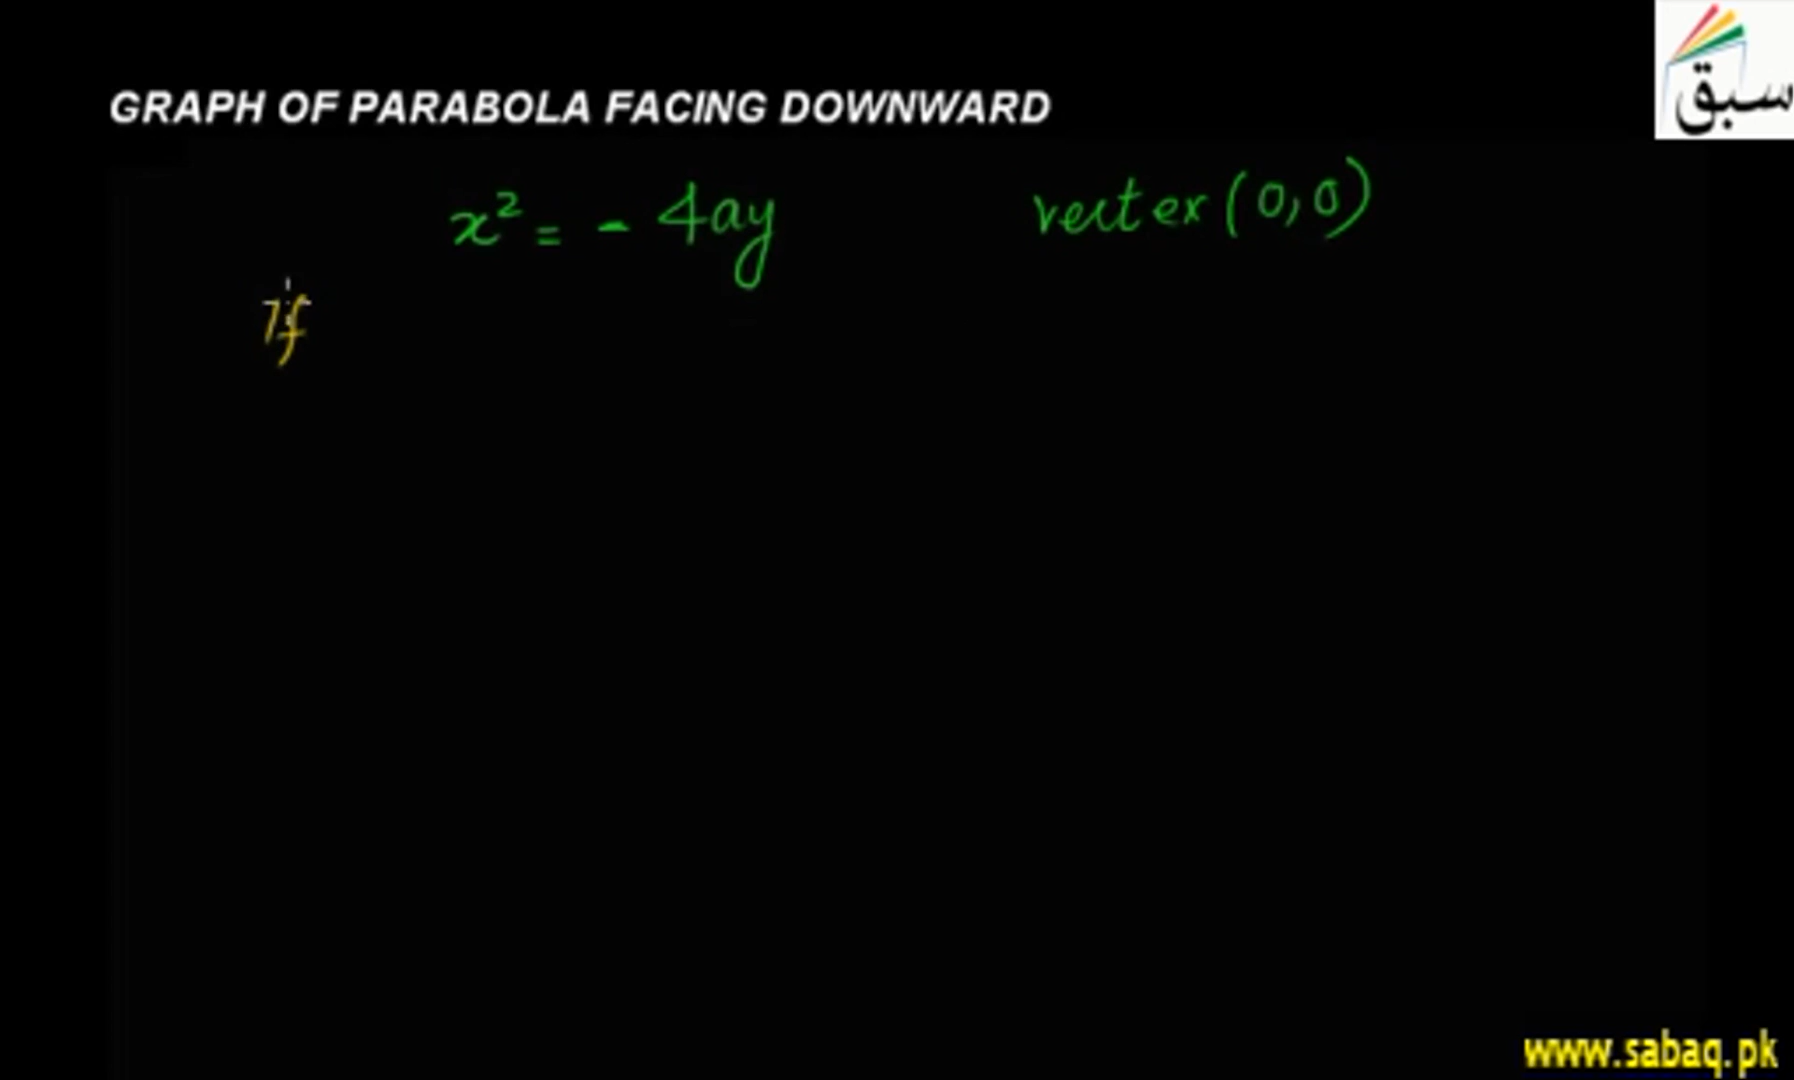 سبق
GRAPH OF PARABOLA FACING DOWNWARD
x² = - 4ay vertex (0,0)
If
www.sabaq.pk